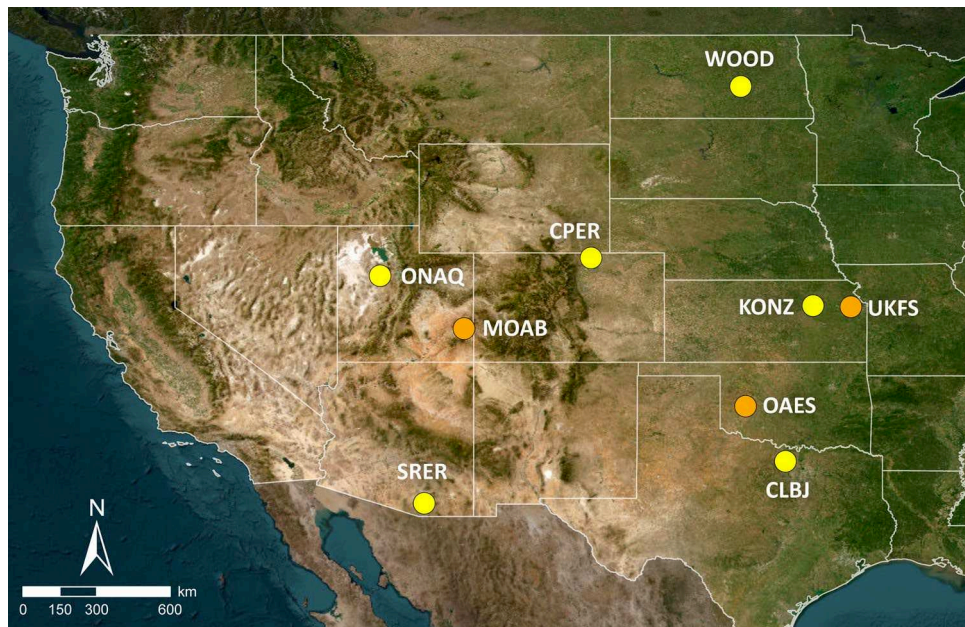 WOOD
CPER
ONAQ
KONZ
UKFS
MOAB
OAES
SRER
CLBJ
N
km
0 150 300 600